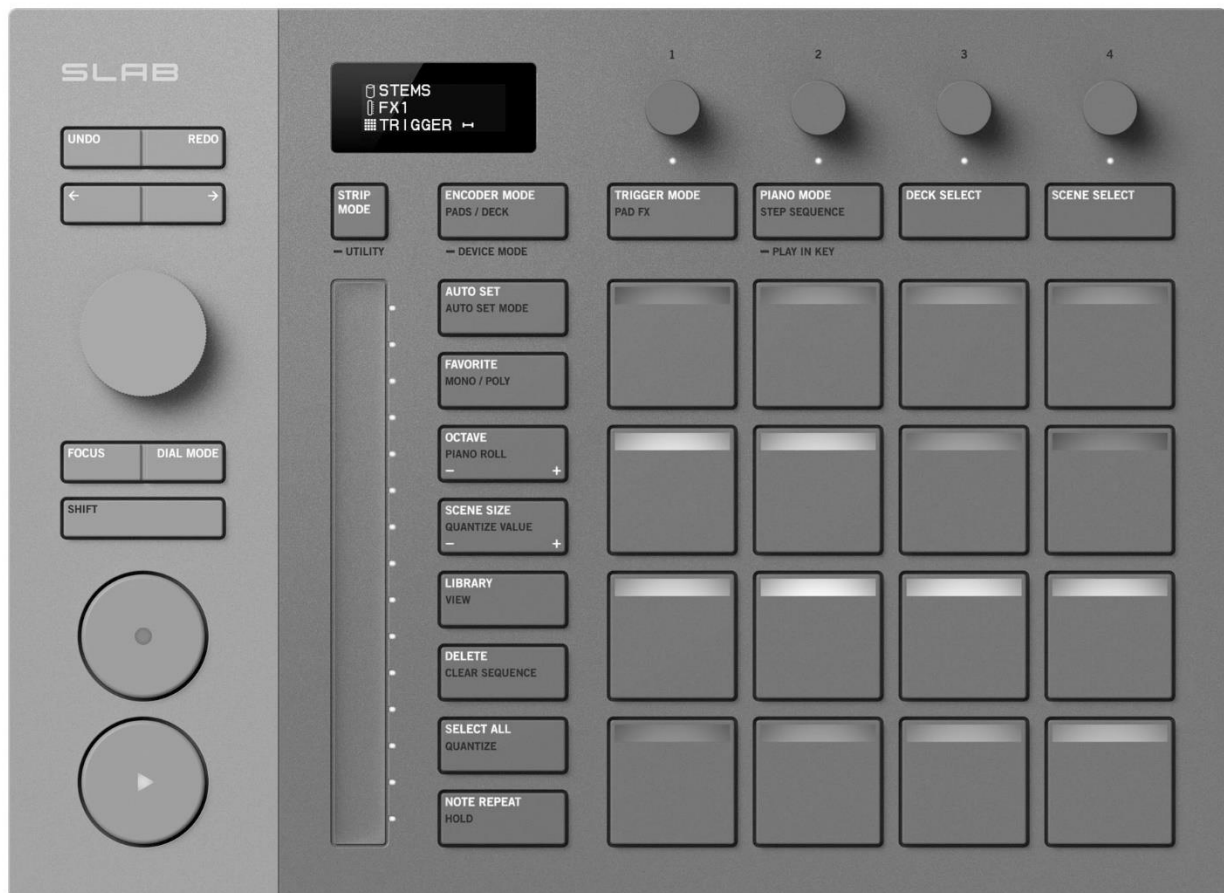 SLAB
UNDO REDO
← →
FOCUS DIAL MODE
SHIFT
STEMS
FX1
TRIGGER
1 2 3 4
STRIP
MODE
— UTILITY
ENCODER MODE
PADS / DECK
— DEVICE MODE
TRIGGER MODE
PAD FX
PIANO MODE
STEP SEQUENCE
— PLAY IN KEY
DECK SELECT
SCENE SELECT
AUTO SET
AUTO SET MODE
FAVORITE
MONO / POLY
OCTAVE
PIANO ROLL
– +
SCENE SIZE
QUANTIZE VALUE
– +
LIBRARY
VIEW
DELETE
CLEAR SEQUENCE
SELECT ALL
QUANTIZE
NOTE REPEAT
HOLD